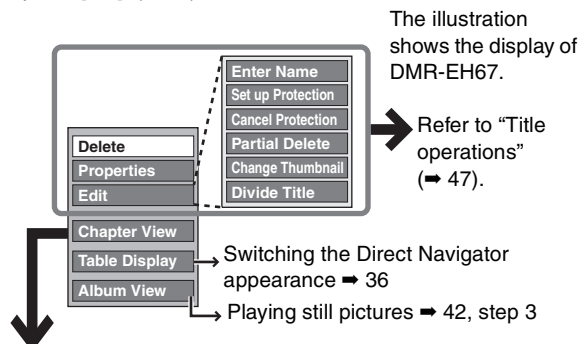 The illustration
shows the display of
DMR-EH67.
Enter Name
Set up Protection
Cancel Protection
Partial Delete
Change Thumbnail
Divide Title
Refer to “Title
operations”
(➡ 47).
Delete
Properties
Edit
Chapter View
Table Display
Album View
Switching the Direct Navigator
appearance ➡ 36
Playing still pictures ➡ 42, step 3